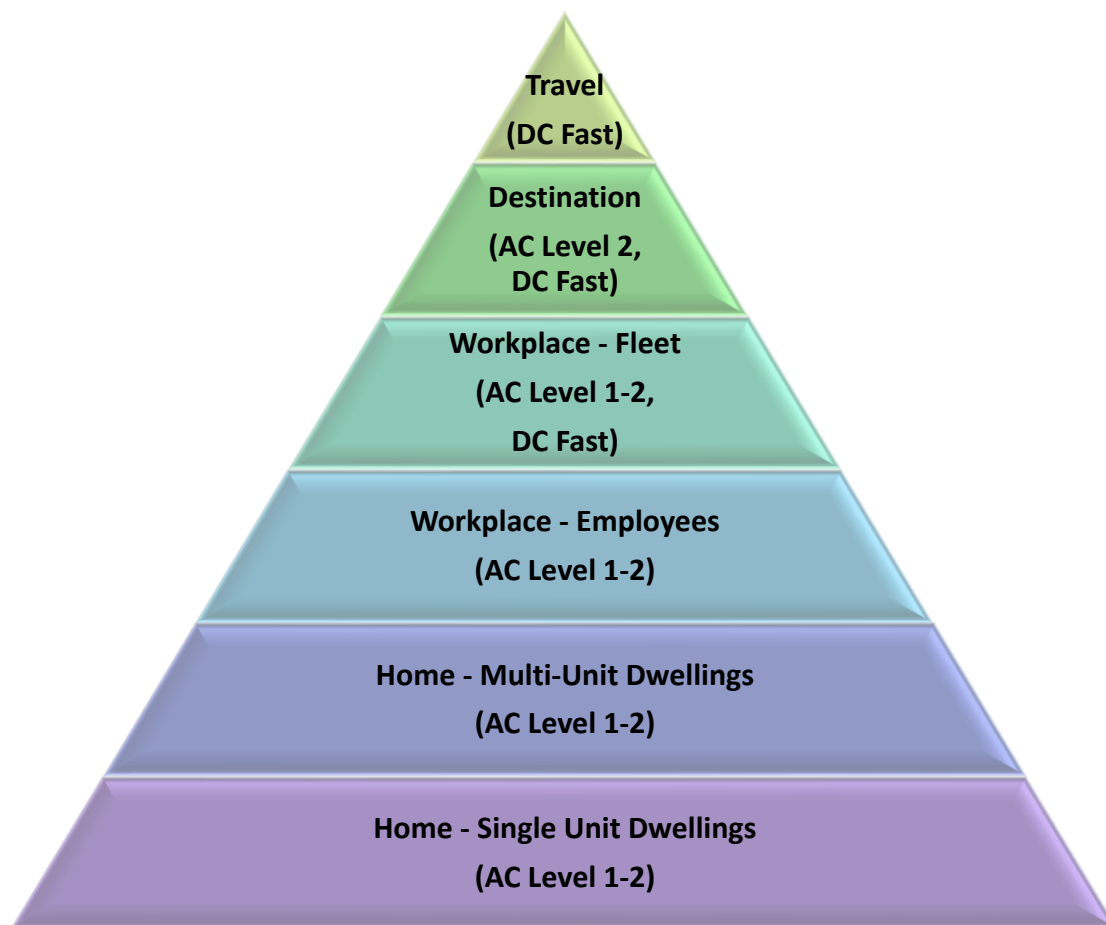 Travel
(DC Fast)
Destination
(AC Level 2,
DC Fast)
Workplace - Fleet
(AC Level 1-2,
DC Fast)
Workplace - Employees
(AC Level 1-2)
Home - Multi-Unit Dwellings
(AC Level 1-2)
Home - Single Unit Dwellings
(AC Level 1-2)